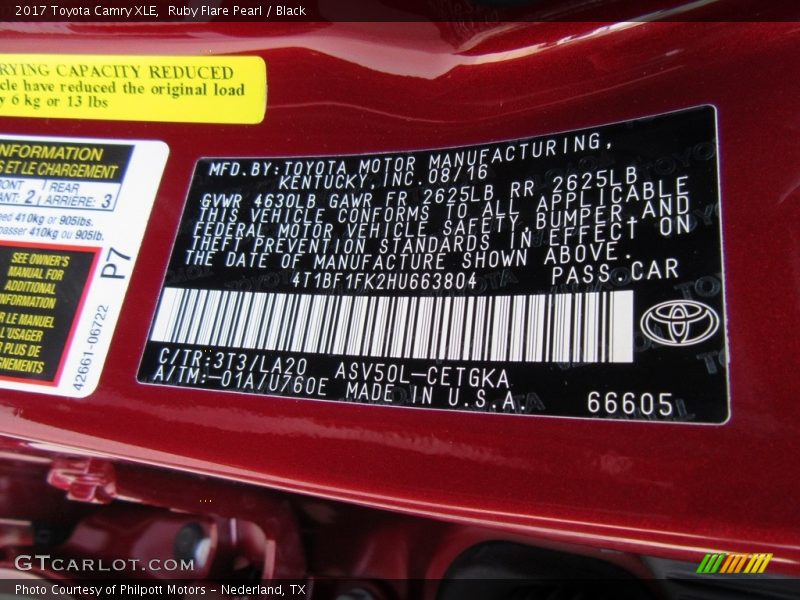 2017 Toyota Camry XLE,  Ruby Flare Pearl / Black
RYING CAPACITY REDUCED
cle have reduced the original load
y 6 kg or 13 lbs
NFORMATION
S ET LE CHARGEMENT
RONT
ANT: 2
REAR
ARRIÈRE: 3
eed 410kg or 905lbs.
passer 410kg ou 905lb.
SEE OWNER'S
MANUAL FOR
ADDITIONAL
INFORMATION
R LE MANUEL
L'USAGER
PLUS DE
GNEMENTS
P7
42661-06722
MFD.BY:TOYOTA MOTOR MANUFACTURING,
KENTUCKY,INC.08/16
GVWR 4630LB GAWR FR 2625LB RR 2625LB
THIS VEHICLE CONFORMS TO ALL APPLICABLE
FEDERAL MOTOR VEHICLE SAFETY,BUMPER,AND
THEFT PREVENTION STANDARDS IN EFFECT ON
THE DATE OF MANUFACTURE SHOWN ABOVE.
4T1BF1FK2HU663804
PASS CAR
C/TR:3T3/LA20
ASV50L-CETGKA
A/TM:-01A/U760E
MADE IN U.S.A.
66605
GTCARLOT.COM
Photo Courtesy of Philpott Motors - Nederland, TX